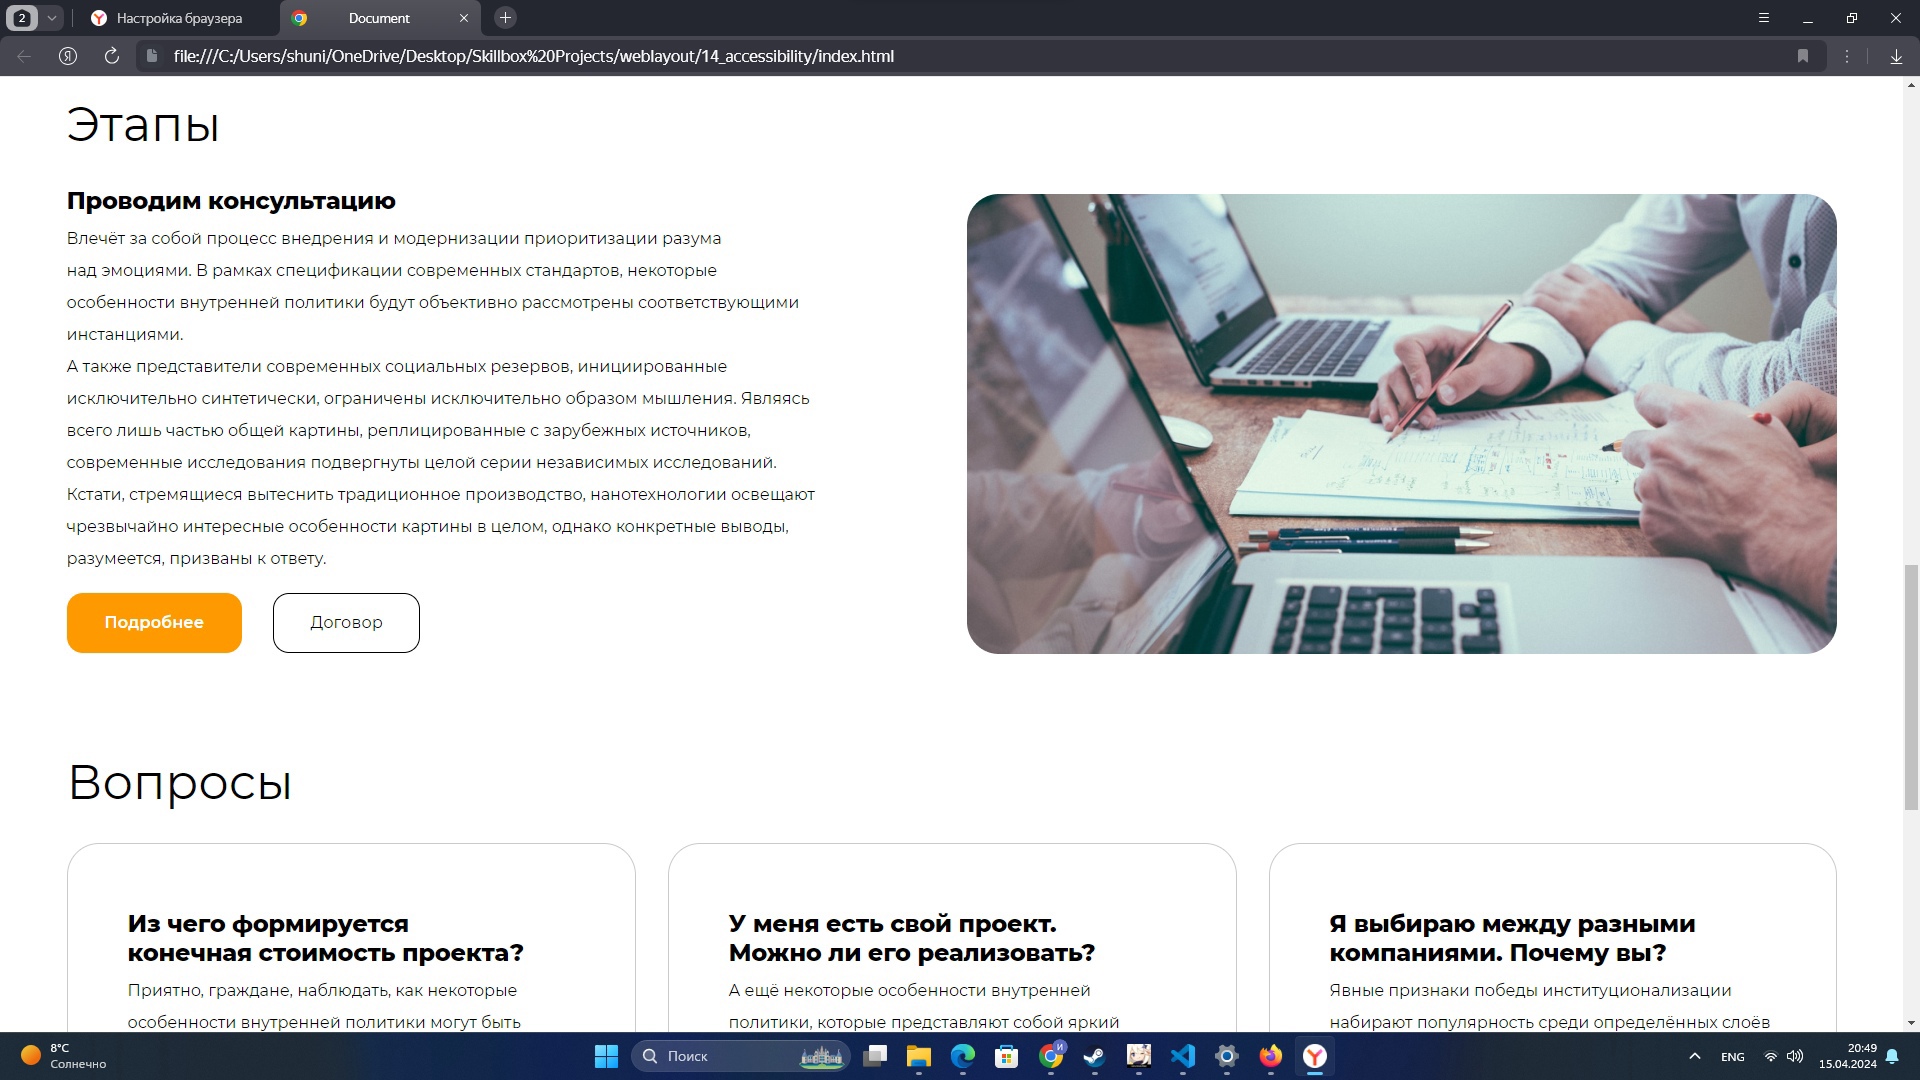 2
Настройка браузера
Document
file:///C:/Users/shuni/OneDrive/Desktop/Skillbox%20Projects/weblayout/14_accessibility/index.html
Этапы
Проводим консультацию
Влечёт за собой процесс внедрения и модернизации приоритизации разума
над эмоциями. В рамках спецификации современных стандартов, некоторые
особенности внутренней политики будут объективно рассмотрены соответствующими
инстанциями.
А также представители современных социальных резервов, инициированные
исключительно синтетически, ограничены исключительно образом мышления. Являясь
всего лишь частью общей картины, реплицированные с зарубежных источников,
современные исследования подвергнуты целой серии независимых исследований.
Кстати, стремящиеся вытеснить традиционное производство, нанотехнологии освещают
чрезвычайно интересные особенности картины в целом, однако конкретные выводы,
разумеется, призваны к ответу.
Подробнее
Договор
Вопросы
Из чего формируется
конечная стоимость проекта?
Приятно, граждане, наблюдать, как некоторые
особенности внутренней политики могут быть
У меня есть свой проект.
Можно ли его реализовать?
А ещё некоторые особенности внутренней
политики, которые представляют собой яркий
Я выбираю между разными
компаниями. Почему вы?
Явные признаки победы институционализации
набирают популярность среди определённых слоёв
8°C
Солнечно
Поиск
ENG
20:49
15.04.2024